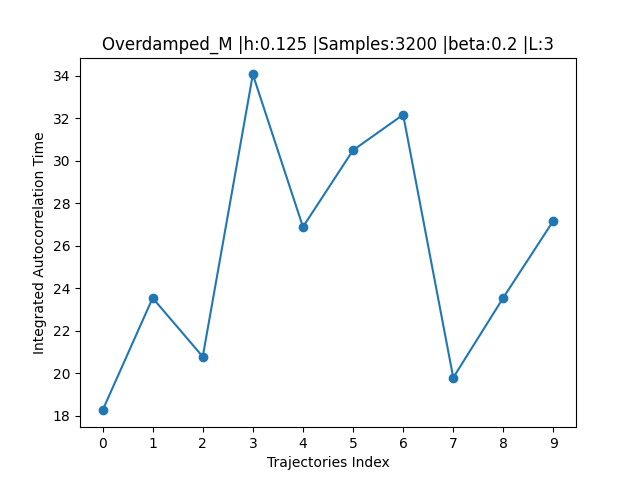 Overdamped_M |h:0.125 |Samples:3200 |beta:0.2 |L:3
Integrated Autocorrelation Time
34
32
30
28
26
24
22
20
18
0 1 2 3 4 5 6 7 8 9
Trajectories Index